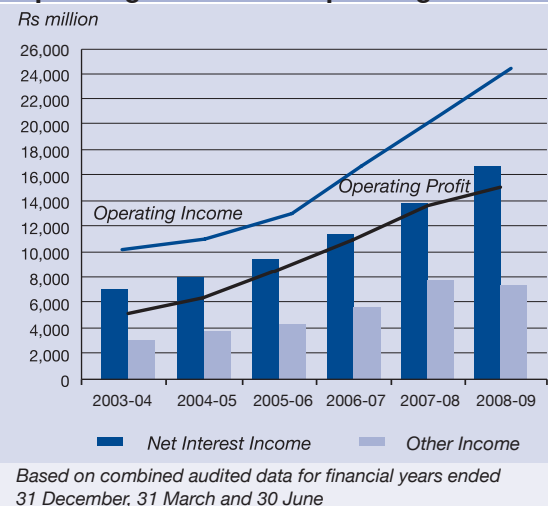 Rs million
26,000
24,000
22,000
20,000
18,000
16,000
14,000
12,000
10,000
8,000
6,000
4,000
2,000
0
Operating Income
Operating Profit
2003-04 2004-05 2005-06 2006-07 2007-08 2008-09
Net Interest Income Other Income
Based on combined audited data for financial years ended
31 December, 31 March and 30 June